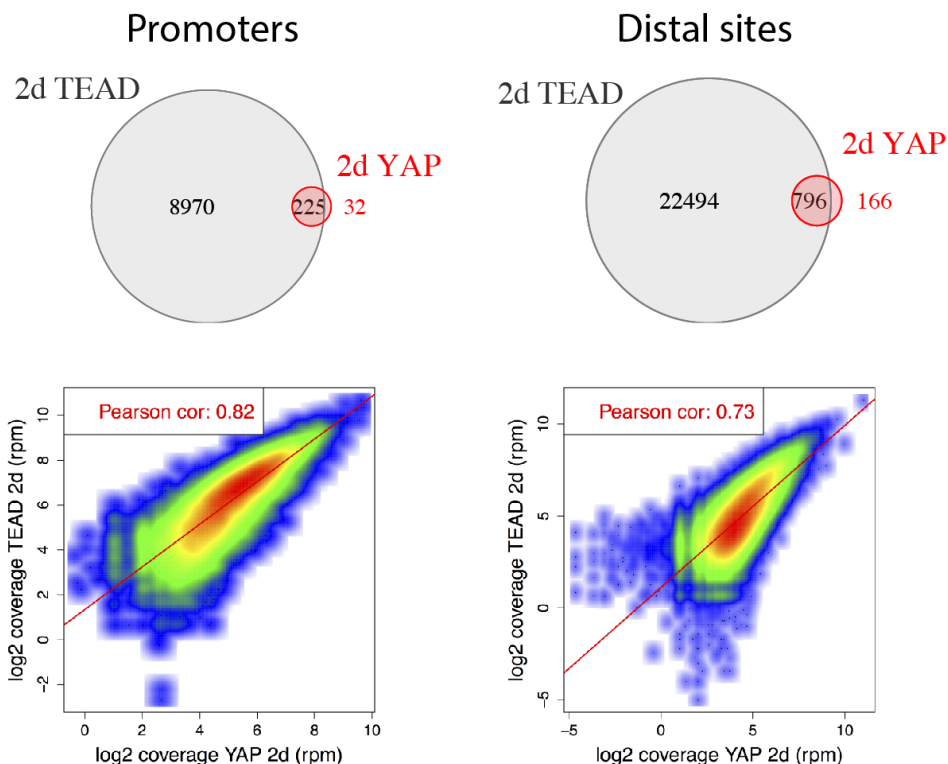 Promoters
2d TEAD
2d YAP
8970
225
32
Distal sites
2d TEAD
2d YAP
22494
796
166
Pearson cor: 0.82
log2 coverage TEAD 2d (rpm)
10
8
6
4
2
0
−2
0
2
4
6
8
10
log2 coverage YAP 2d (rpm)
Pearson cor: 0.73
log2 coverage TEAD 2d (rpm)
10
5
0
−5
−5
0
5
10
log2 coverage YAP 2d (rpm)